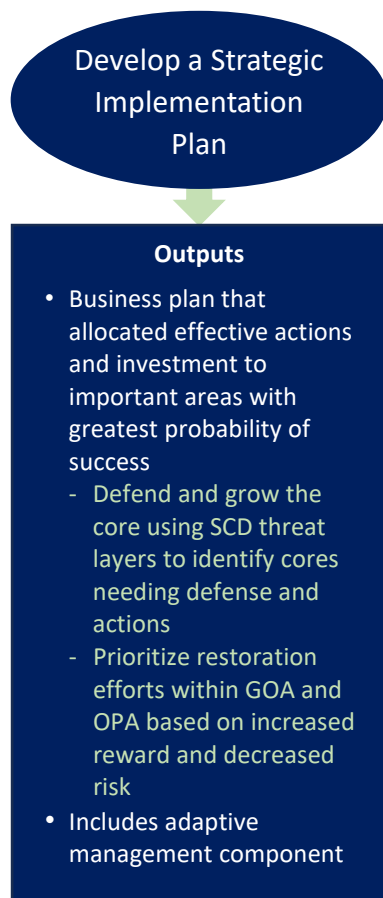 Develop a Strategic
Implementation
Plan
Outputs
• Business plan that
allocated effective actions
and investment to
important areas with
greatest probability of
success
- Defend and grow the
core using SCD threat
layers to identify cores
needing defense and
actions
- Prioritize restoration
efforts within GOA and
OPA based on increased
reward and decreased
risk
• Includes adaptive
management component